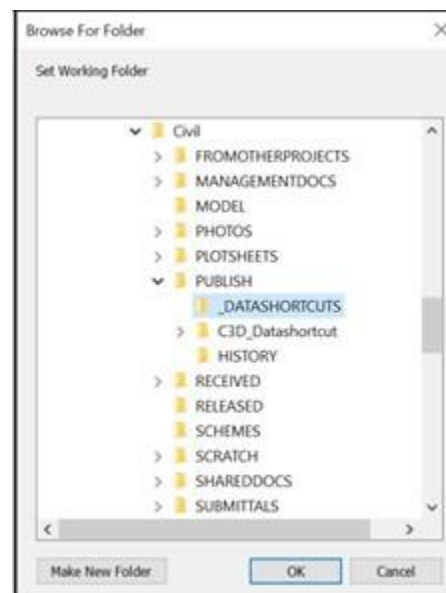 Browse For Folder
Set Working Folder
Civil
FROMOTHERPROJECTS
MANAGEMENTDOCS
MODEL
PHOTOS
PLOTSHEETS
PUBLISH
_DATASHORTCUTS
C3D_Datashortcut
HISTORY
RECEIVED
RELEASED
SCHEMES
SCRATCH
SHAREDDOCS
SUBMITTALS
Make New Folder OK Cancel